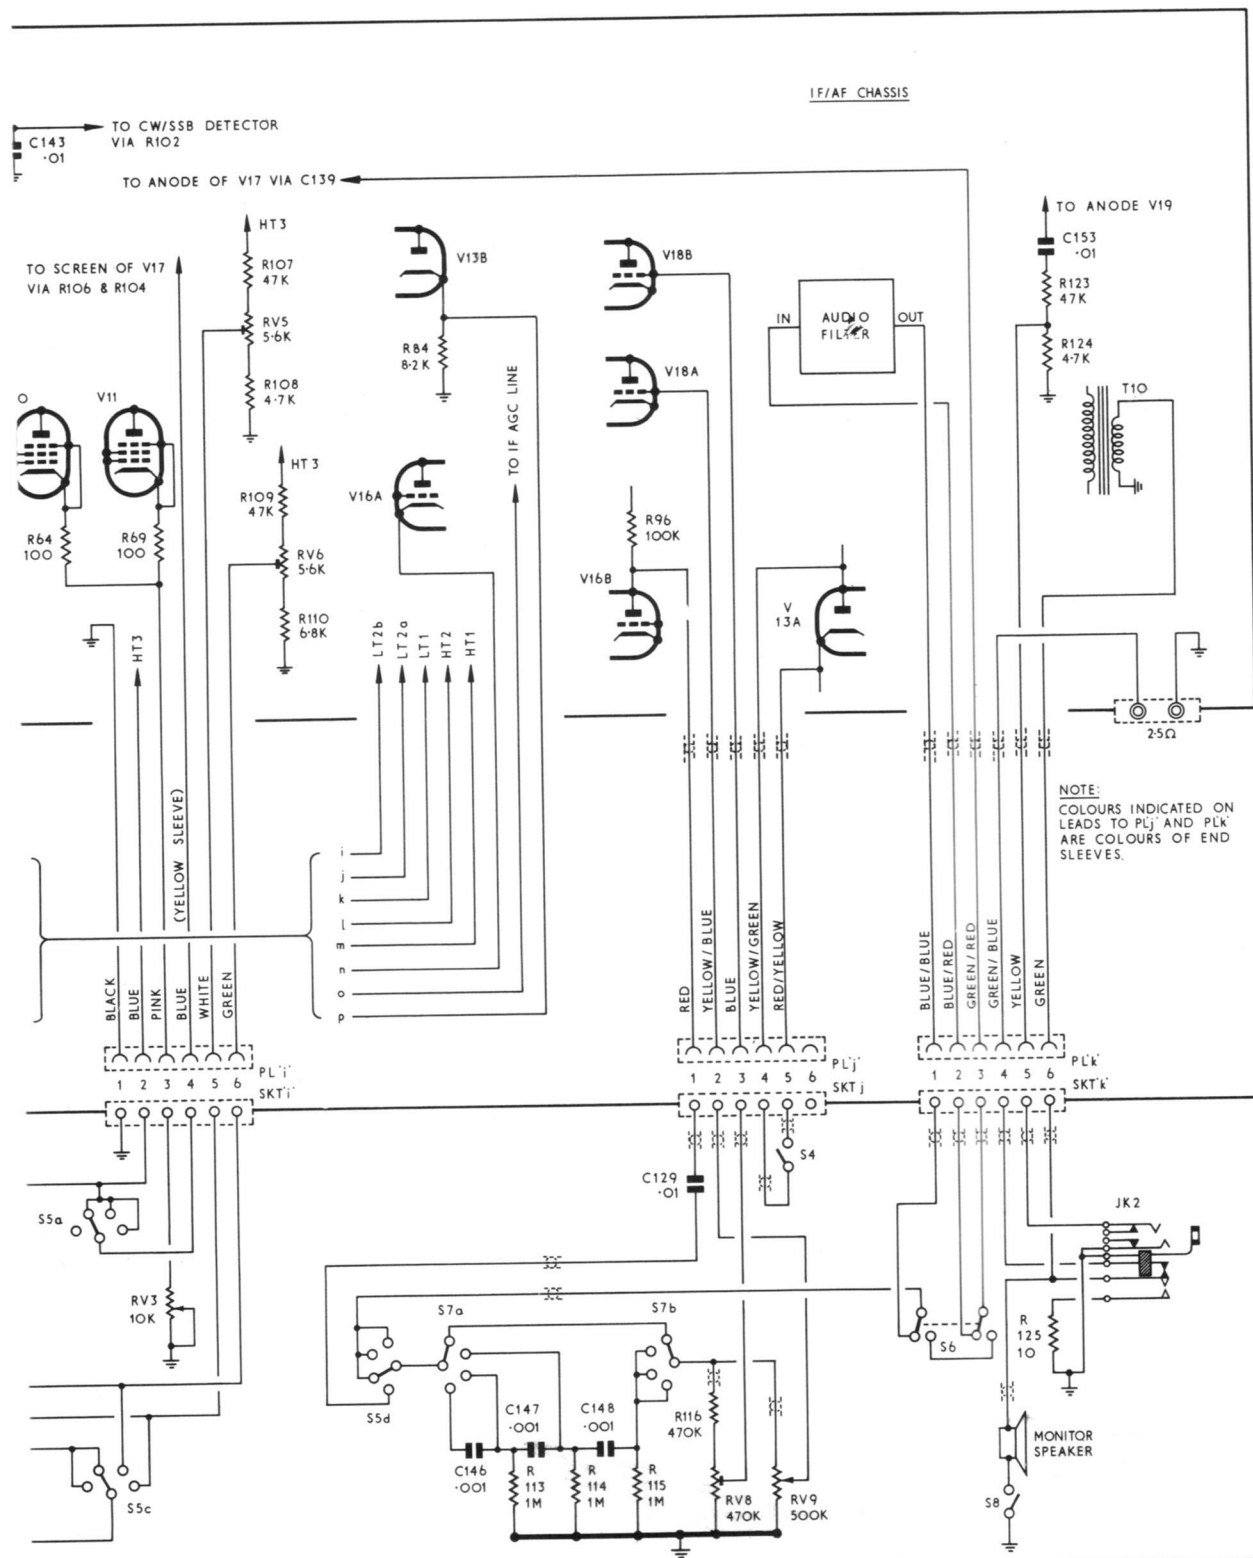 IF/AF CHASSIS
TO CW/SSB DETECTOR
VIA R102
C143
·01
TO ANODE OF V17 VIA C139
TO ANODE V19
C153
·01
R123
47K
R124
4·7K
T10
HT3
R107
47K
RV5
5·6K
R108
4·7K
TO SCREEN OF V17
VIA R106 & R104
V13B
R84
8·2K
V18B
V18A
IN
AUDIO
FILTER
OUT
O
V11
R64
100
R69
100
HT3
R109
47K
RV6
5·6K
R110
6·8K
V16A
TO IF AGC LINE
R96
100K
V16B
V
13A
HT3
LT2b
LT2a
LT1
HT2
HT1
2·5Ω
NOTE:
COLOURS INDICATED ON
LEADS TO PL'j' AND PL'k'
ARE COLOURS OF END
SLEEVES.
(YELLOW SLEEVE)
i
j
k
l
m
n
o
p
BLACK
BLUE
PINK
BLUE
WHITE
GREEN
RED
YELLOW/BLUE
BLUE
YELLOW/GREEN
RED/YELLOW
BLUE/BLUE
BLUE/RED
GREEN/RED
GREEN/BLUE
YELLOW
GREEN
PL'i'
1 2 3 4 5 6
SKT'i'
PL'j'
1 2 3 4 5 6
SKT j
PL'k'
1 2 3 4 5 6
SKT'k'
S5a
RV3
10K
C129
·01
S4
JK2
S7a
S7b
S6
R
125
10
S5d
C147
·001
C148
·001
R116
470K
C146
·001
R
113
1M
R
114
1M
R
115
1M
RV8
470K
RV9
500K
MONITOR
SPEAKER
S8
S5c